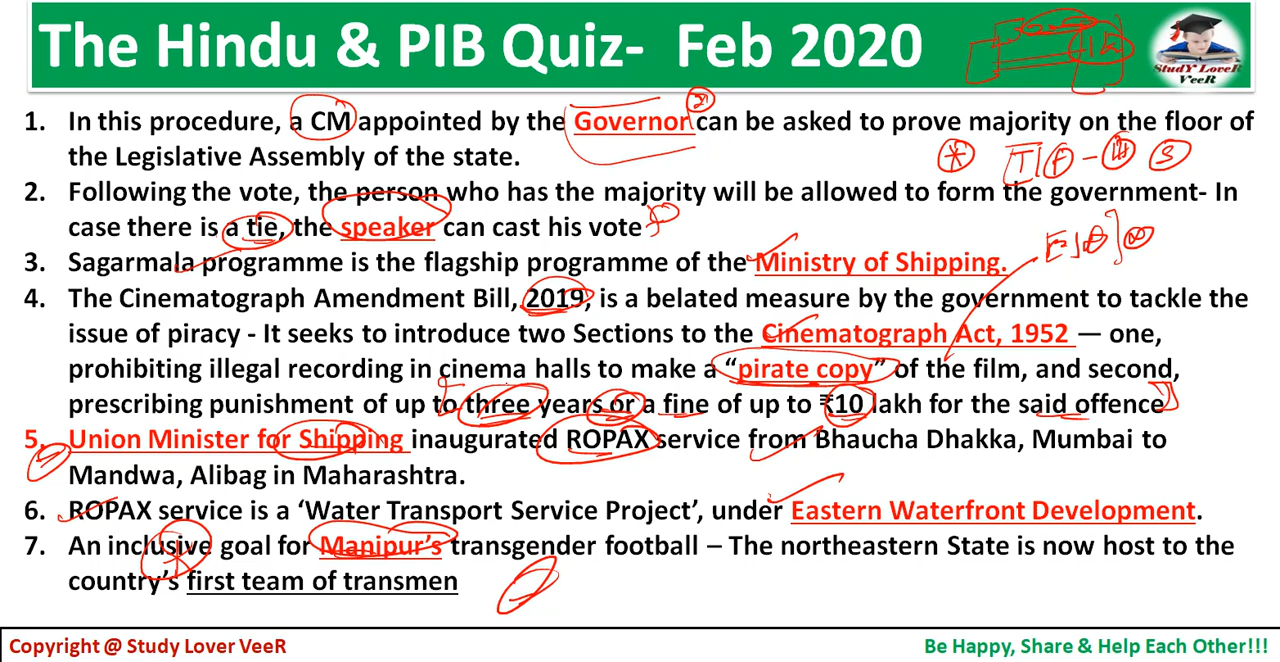 The Hindu & PIB Quiz- Feb 2020
StudY LoveR
VeeR
1. In this procedure, a CM appointed by the Governor can be asked to prove majority on the floor of
the Legislative Assembly of the state.
2. Following the vote, the person who has the majority will be allowed to form the government- In
case there is a tie, the speaker can cast his vote
3. Sagarmala programme is the flagship programme of the Ministry of Shipping.
4. The Cinematograph Amendment Bill, 2019, is a belated measure by the government to tackle the
issue of piracy - It seeks to introduce two Sections to the Cinematograph Act, 1952 — one,
prohibiting illegal recording in cinema halls to make a “pirate copy” of the film, and second,
prescribing punishment of up to three years or a fine of up to ₹10 lakh for the said offence
5. Union Minister for Shipping inaugurated ROPAX service from Bhaucha Dhakka, Mumbai to
Mandwa, Alibag in Maharashtra.
6. ROPAX service is a ‘Water Transport Service Project’, under Eastern Waterfront Development.
7. An inclusive goal for Manipur’s transgender football – The northeastern State is now host to the
country’s first team of transmen
Copyright @ Study Lover VeeR
Be Happy, Share & Help Each Other!!!